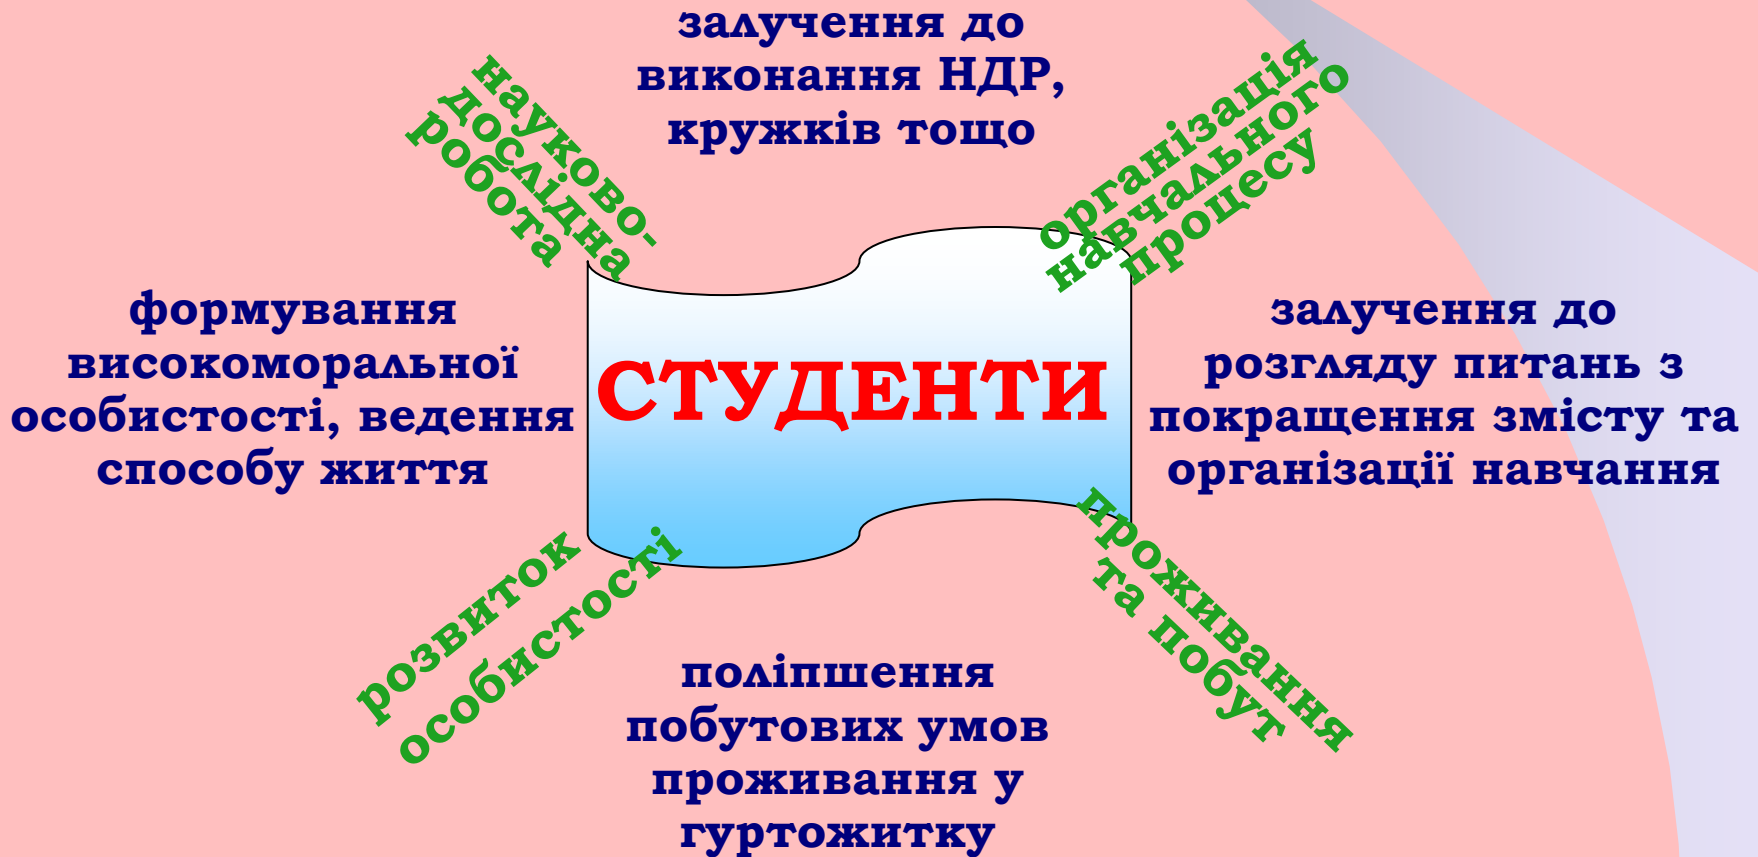 залучення до
виконання НДР,
кружків тощо
науково-
дослідна
робота
організація
навчального
процесу
формування
високоморальної
особистості, ведення
способу життя
СТУДЕНТИ
залучення до
розгляду питань з
покращення змісту та
організації навчання
розвиток
особистості
проживання
та побут
поліпшення
побутових умов
проживання у
гуртожитку